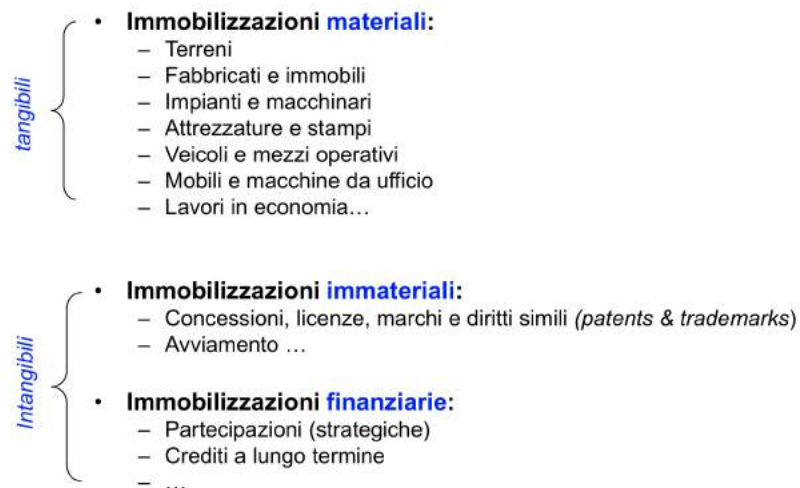 tangibili
• Immobilizzazioni materiali:
– Terreni
– Fabbricati e immobili
– Impianti e macchinari
– Attrezzature e stampi
– Veicoli e mezzi operativi
– Mobili e macchine da ufficio
– Lavori in economia…
Intangibili
• Immobilizzazioni immateriali:
– Concessioni, licenze, marchi e diritti simili (patents & trademarks)
– Avviamento …
• Immobilizzazioni finanziarie:
– Partecipazioni (strategiche)
– Crediti a lungo termine
– …